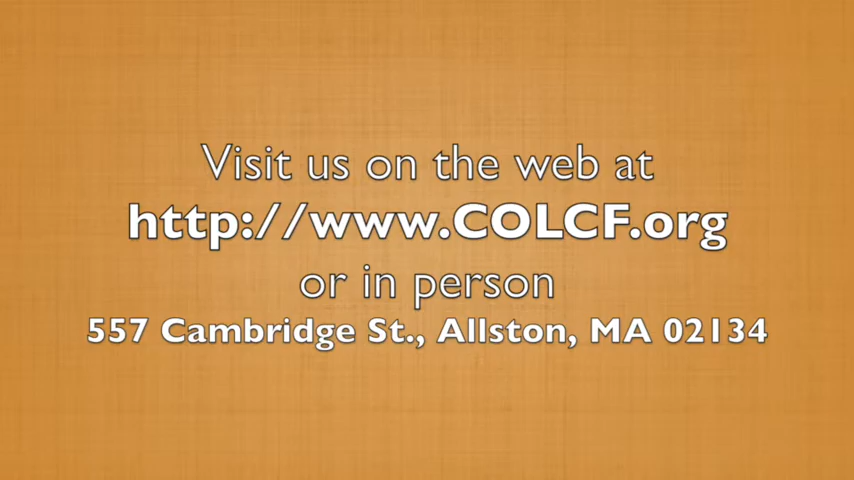 Visit us on the web at
http://www.COLCF.org
or in person
557 Cambridge St., Allston, MA 02134